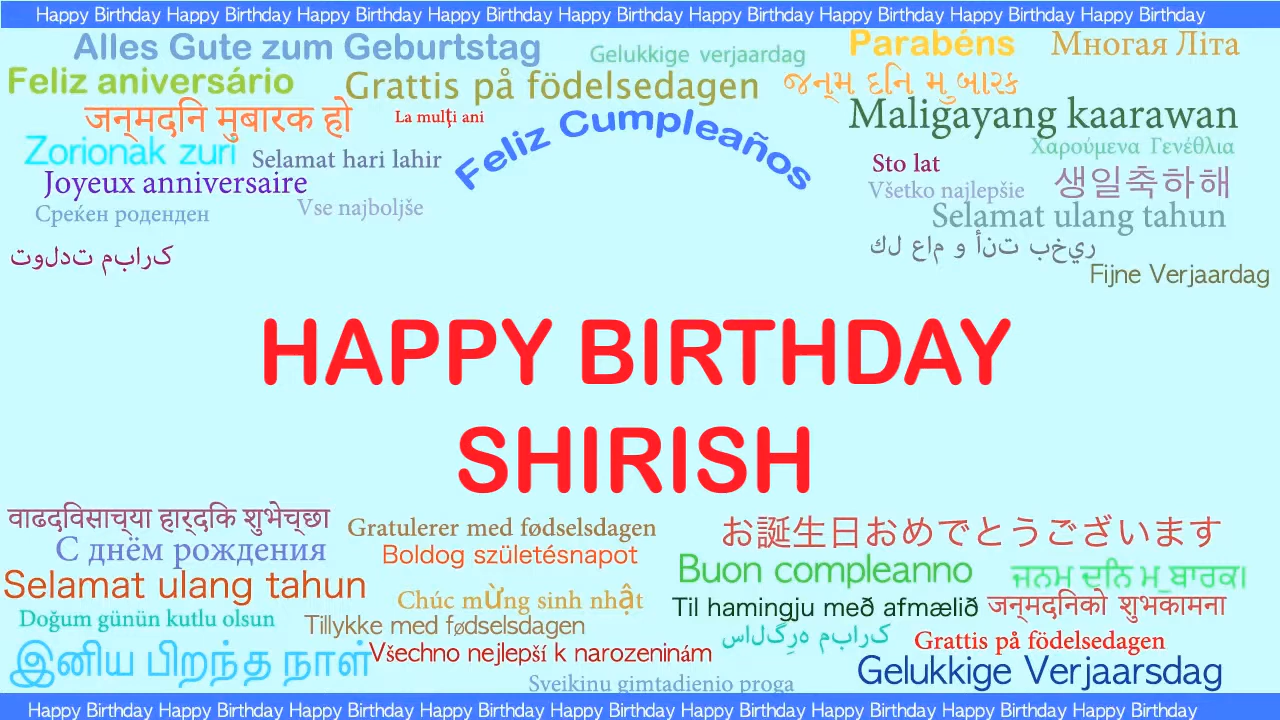 Happy Birthday Happy Birthday Happy Birthday Happy Birthday Happy Birthday Happy Birthday Happy Birthday Happy Birthday Happy Birthday
Alles Gute zum Geburtstag
Gelukkige verjaardag
Parabéns
Многая Літа
Feliz aniversário
Grattis på födelsedagen
જન્મ દિન મુબારક
जन्मदिन मुबारक हो
La mulţi ani
Feliz Cumpleaños
Maligayang kaarawan
Zorionak zuri
Selamat hari lahir
Sto lat
Χαρούμενα Γενέθλια
Joyeux anniversaire
Všetko najlepšie
생일축하해
Среќен роденден
Vse najboljše
Selamat ulang tahun
تولدت مبارک
كل عام و أنت بخير
Fijne Verjaardag
HAPPY BIRTHDAY
SHIRISH
वाढदिवसाच्या हार्दिक शुभेच्छा
Gratulerer med fødselsdagen
お誕生日おめでとうございます
С днём рождения
Boldog születésnapot
Buon compleanno
ਜਨਮ ਦਿਨ ਮੁਬਾਰਕ।
Selamat ulang tahun
Chúc mừng sinh nhật
Til hamingju með afmælið
जन्मदिनको शुभकामना
Doğum günün kutlu olsun
Tillykke med fødselsdagen
سالگرہ مبارک
Grattis på födelsedagen
இனிய பிறந்த நாள்
Všechno nejlepší k narozeninám
Gelukkige Verjaarsdag
Sveikinu gimtadienio proga
Happy Birthday Happy Birthday Happy Birthday Happy Birthday Happy Birthday Happy Birthday Happy Birthday Happy Birthday Happy Birthday